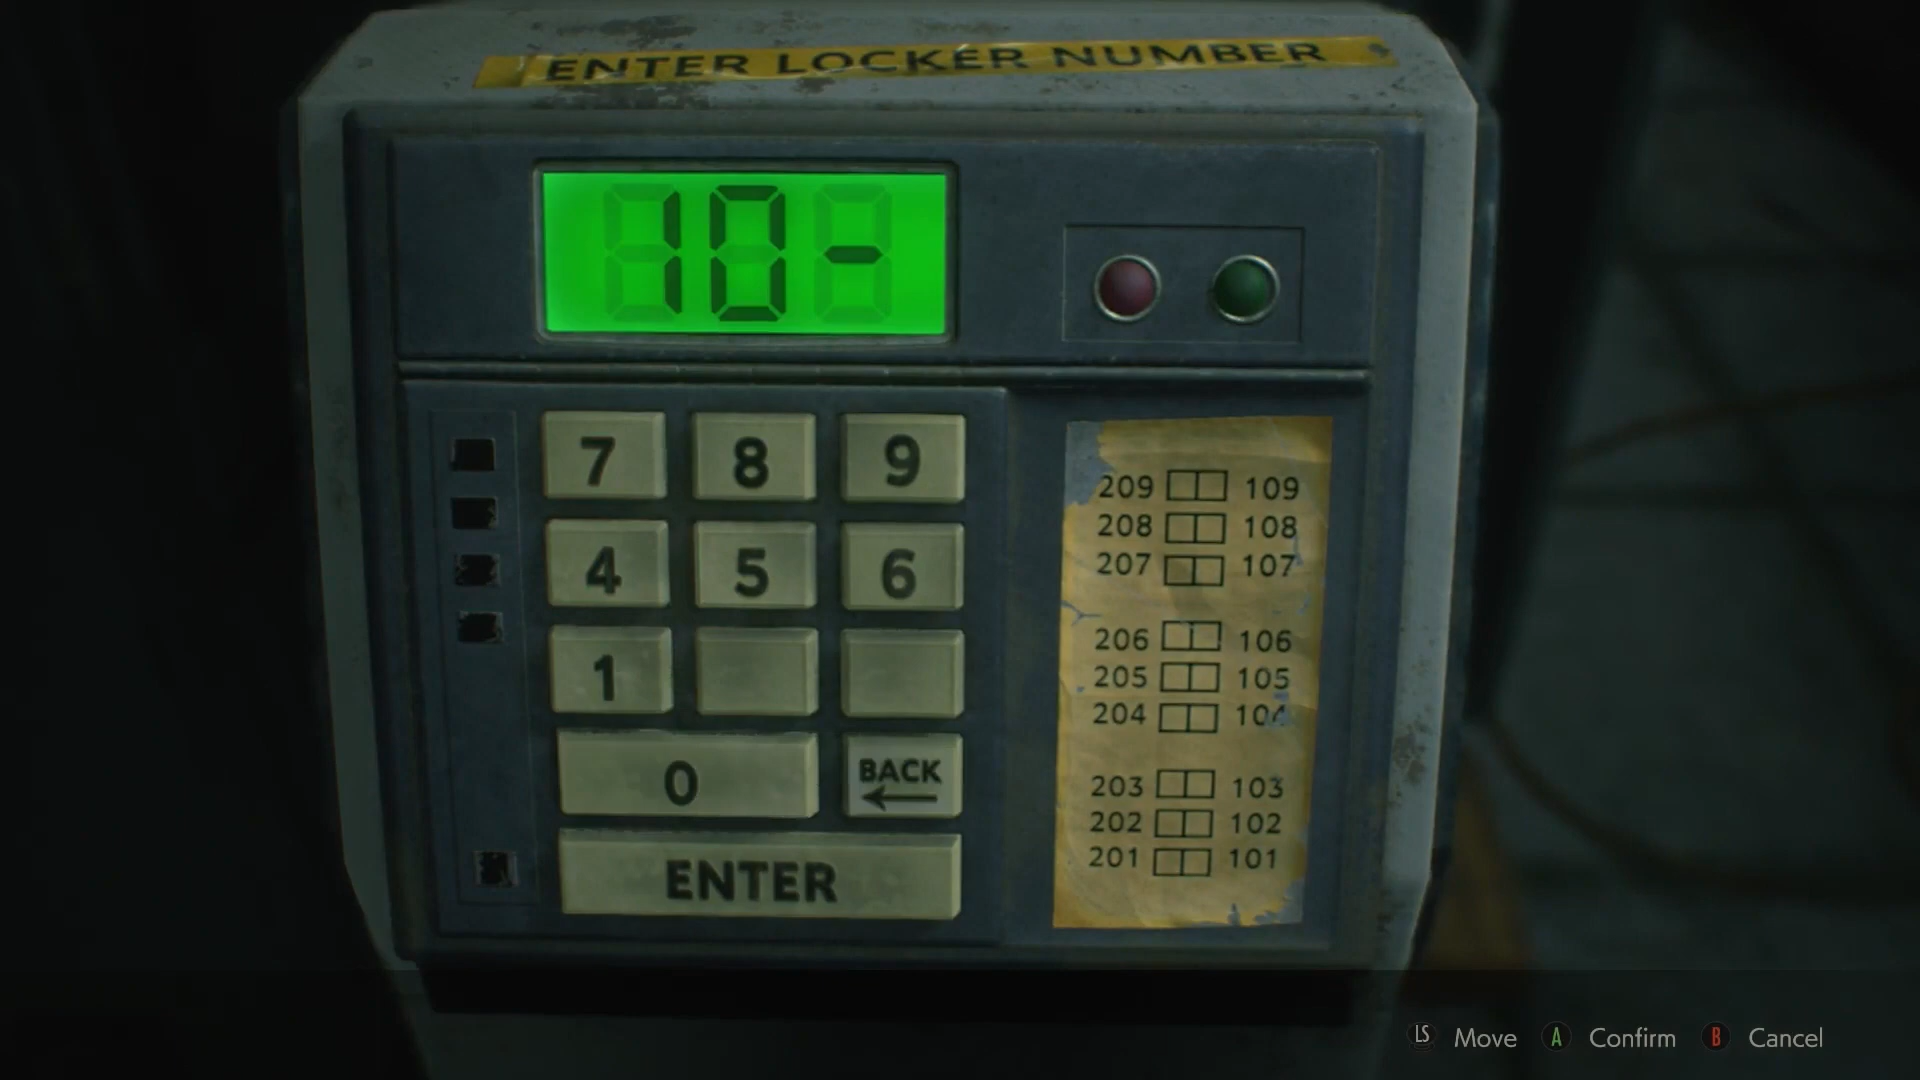 ENTER LOCKER NUMBER
10-
7 8 9
4 5 6
1
0 BACK
ENTER
209 109
208 108
207 107
206 106
205 105
204 104
203 103
202 102
201 101
LS Move A Confirm B Cancel